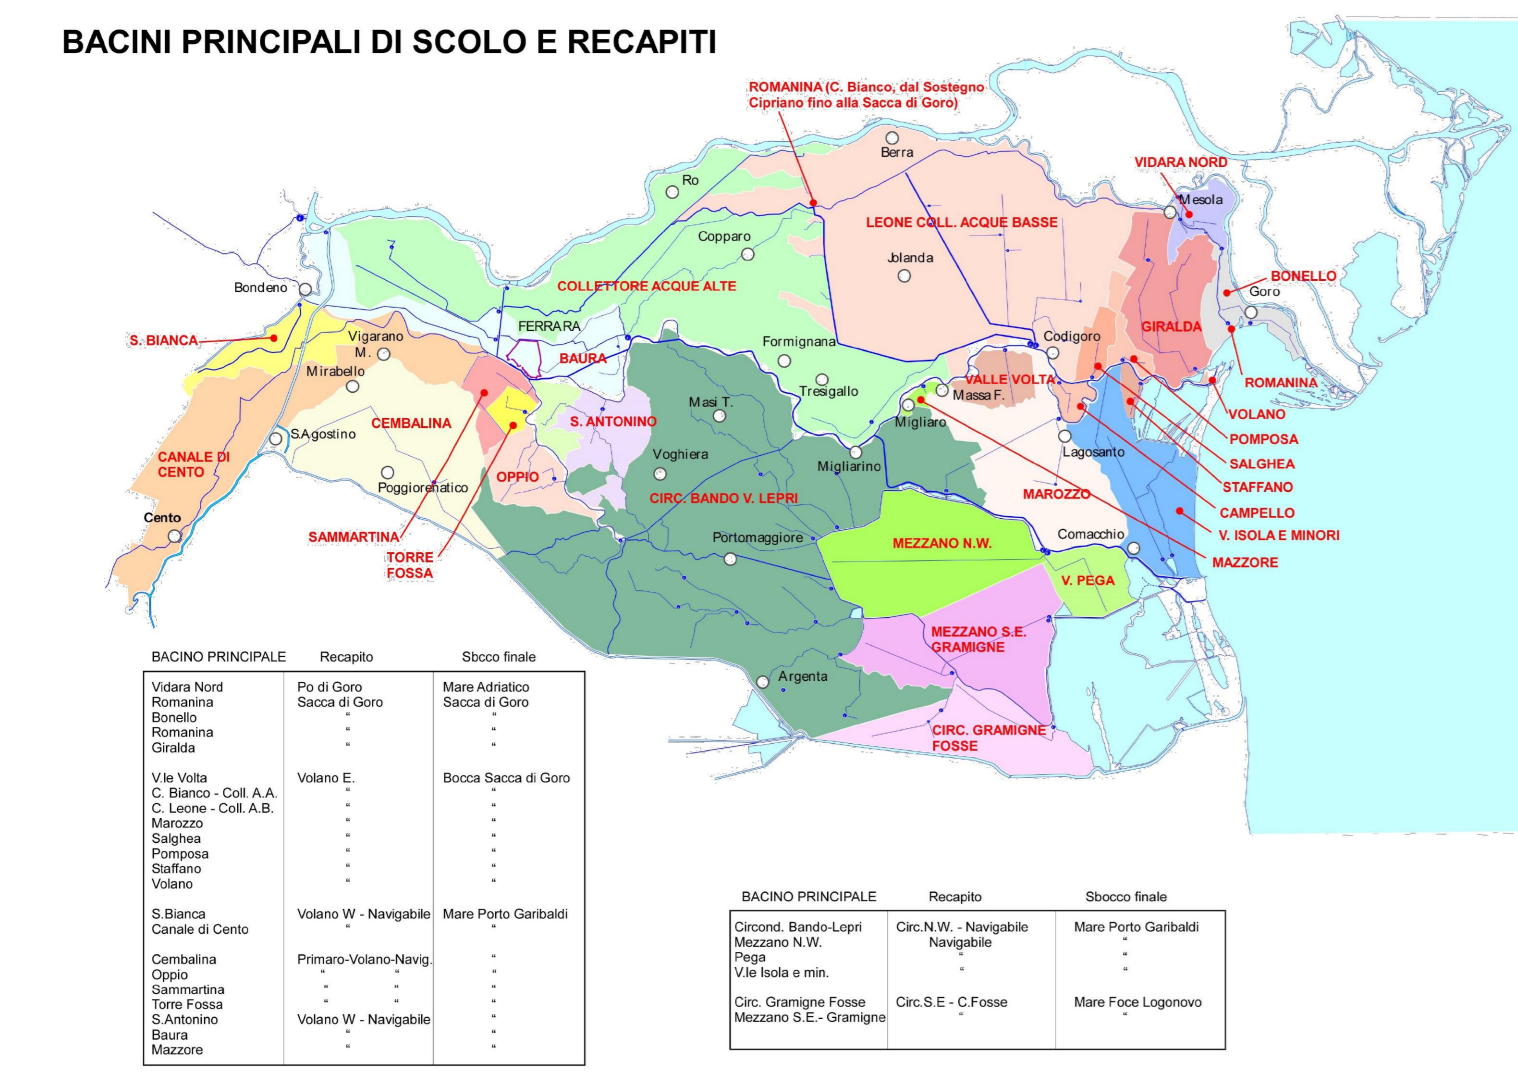 BACINI PRINCIPALI DI SCOLO E RECAPITI
ROMANINA (C. Bianco, dal Sostegno
Cipriano fino alla Sacca di Goro)
Berra
VIDARA NORD
Ro
Mesola
LEONE COLL. ACQUE BASSE
Copparo
Jolanda
BONELLO
Bondeno
COLLETTORE ACQUE ALTE
Goro
FERRARA
GIRALDA
S. BIANCA
Vigarano
M.
Formignana
Codigoro
BAURA
Mirabello
VALLE VOLTA
ROMANINA
Tresigallo
Massa F.
Masi T.
VOLANO
CEMBALINA
S. ANTONINO
Migliaro
S.Agostino
POMPOSA
CANALE DI
CENTO
Voghiera
Migliarino
Lagosanto
SALGHEA
OPPIO
Poggiorenatico
STAFFANO
CIRC. BANDO V. LEPRI
MAROZZO
CAMPELLO
Cento
SAMMARTINA
Portomaggiore
MEZZANO N.W.
Comacchio
V. ISOLA E MINORI
TORRE
FOSSA
MAZZORE
V. PEGA
MEZZANO S.E.
GRAMIGNE
Argenta
CIRC. GRAMIGNE
FOSSE
BACINO PRINCIPALE Recapito Sbcco finale
Vidara Nord Po di Goro Mare Adriatico
Romanina Sacca di Goro Sacca di Goro
Bonello “ “
Romanina “ “
Giralda “ “
V.le Volta Volano E. Bocca Sacca di Goro
C. Bianco - Coll. A.A. “ “
C. Leone - Coll. A.B. “ “
Marozzo “ “
Salghea “ “
Pomposa “ “
Staffano “ “
Volano “ “
S.Bianca Volano W - Navigabile Mare Porto Garibaldi
Canale di Cento “ “
Cembalina Primaro-Volano-Navig. “
Oppio “ “ “
Sammartina “ “ “
Torre Fossa “ “ “
S.Antonino Volano W - Navigabile “
Baura “ “
Mazzore “ “
BACINO PRINCIPALE Recapito Sbocco finale
Circond. Bando-Lepri Circ.N.W. - Navigabile Mare Porto Garibaldi
Mezzano N.W. Navigabile “
Pega “ “
V.le Isola e min. “ “
Circ. Gramigne Fosse Circ.S.E - C.Fosse Mare Foce Logonovo
Mezzano S.E.- Gramigne “ “